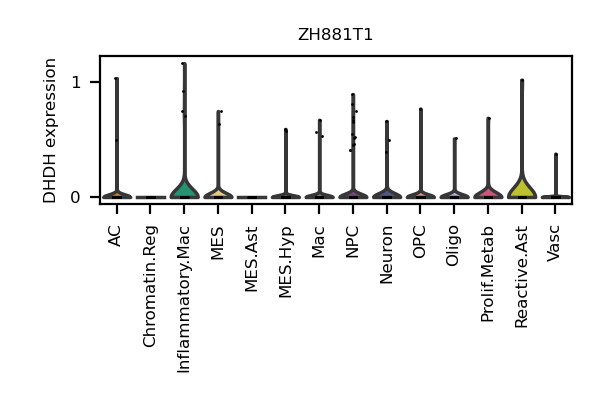 ZH881T1
DHDH expression
1
0
AC
Chromatin.Reg
Inflammatory.Mac
MES
MES.Ast
MES.Hyp
Mac
NPC
Neuron
OPC
Oligo
Prolif.Metab
Reactive.Ast
Vasc